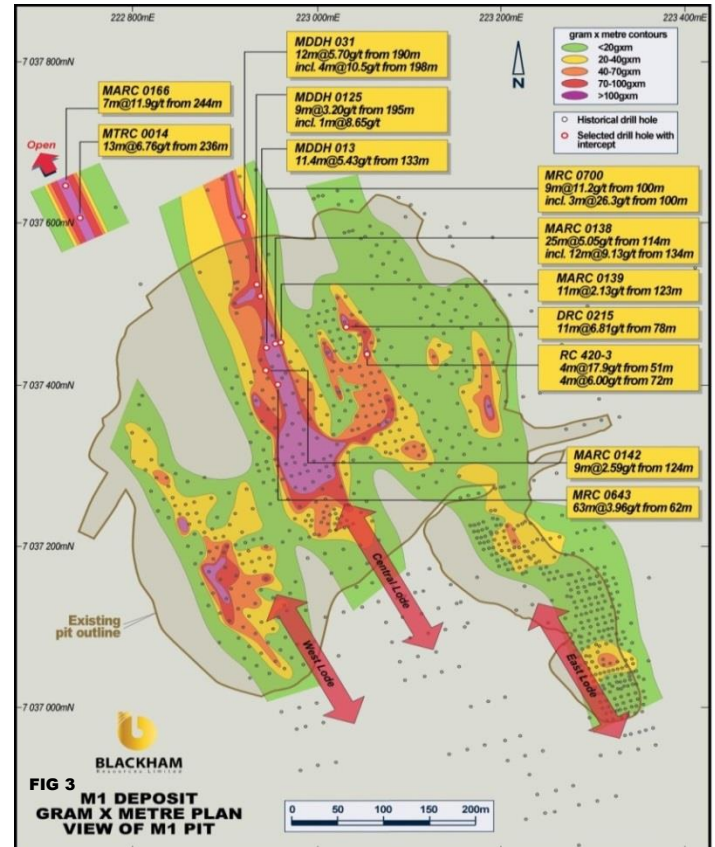 222 800mE
223 000mE
223 200mE
223 400mE
7 037 800mN
7 037 600mN
7 037 400mN
7 037 200mN
7 037 000mN
MARC 0166
7m@11.9g/t from 244m
MTRC 0014
13m@6.76g/t from 236m
Open
MDDH 031
12m@5.70g/t from 190m
incl. 4m@10.5g/t from 198m
MDDH 0125
9m@3.20g/t from 195m
incl. 1m@8.65g/t
MDDH 013
11.4m@5.43g/t from 133m
N
gram x metre contours
<20gxm
20-40gxm
40-70gxm
70-100gxm
>100gxm
Historical drill hole
Selected drill hole with
intercept
MRC 0700
9m@11.2g/t from 100m
incl. 3m@26.3g/t from 100m
MARC 0138
25m@5.05g/t from 114m
incl. 12m@9.13g/t from 134m
MARC 0139
11m@2.13g/t from 123m
DRC 0215
11m@6.81g/t from 78m
RC 420-3
4m@17.9g/t from 51m
4m@6.00g/t from 72m
MARC 0142
9m@2.59g/t from 124m
MRC 0643
63m@3.96g/t from 62m
Central Lode
West Lode
East Lode
Existing
pit outline
BLACKHAM
Resources Limited
FIG 3
M1 DEPOSIT
GRAM X METRE PLAN
VIEW OF M1 PIT
0 50 100 150 200m